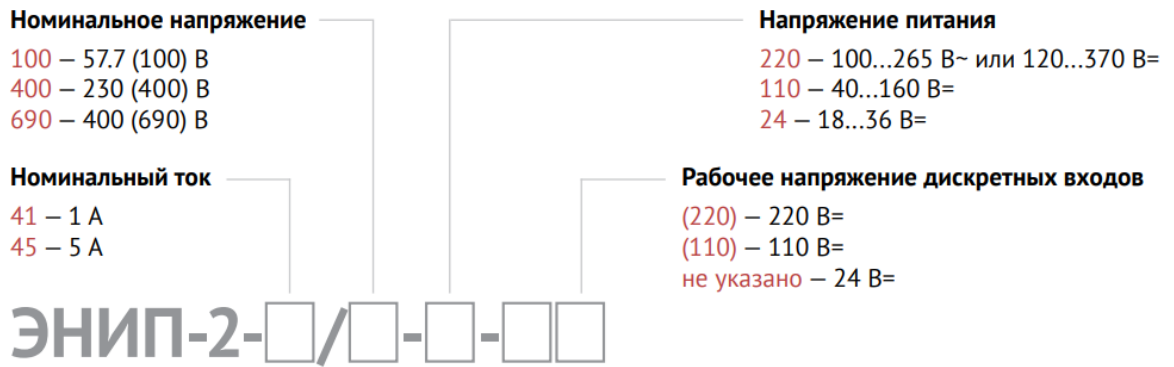 Номинальное напряжение
100 – 57.7 (100) В
400 – 230 (400) В
690 – 400 (690) В
Напряжение питания
220 – 100...265 В~ или 120...370 В=
110 – 40...160 В=
24 – 18...36 В=
Номинальный ток
41 – 1 А
45 – 5 А
Рабочее напряжение дискретных входов
(220) – 220 В=
(110) – 110 В=
не указано – 24 В=
ЭНИП-2-□/□-□-□□